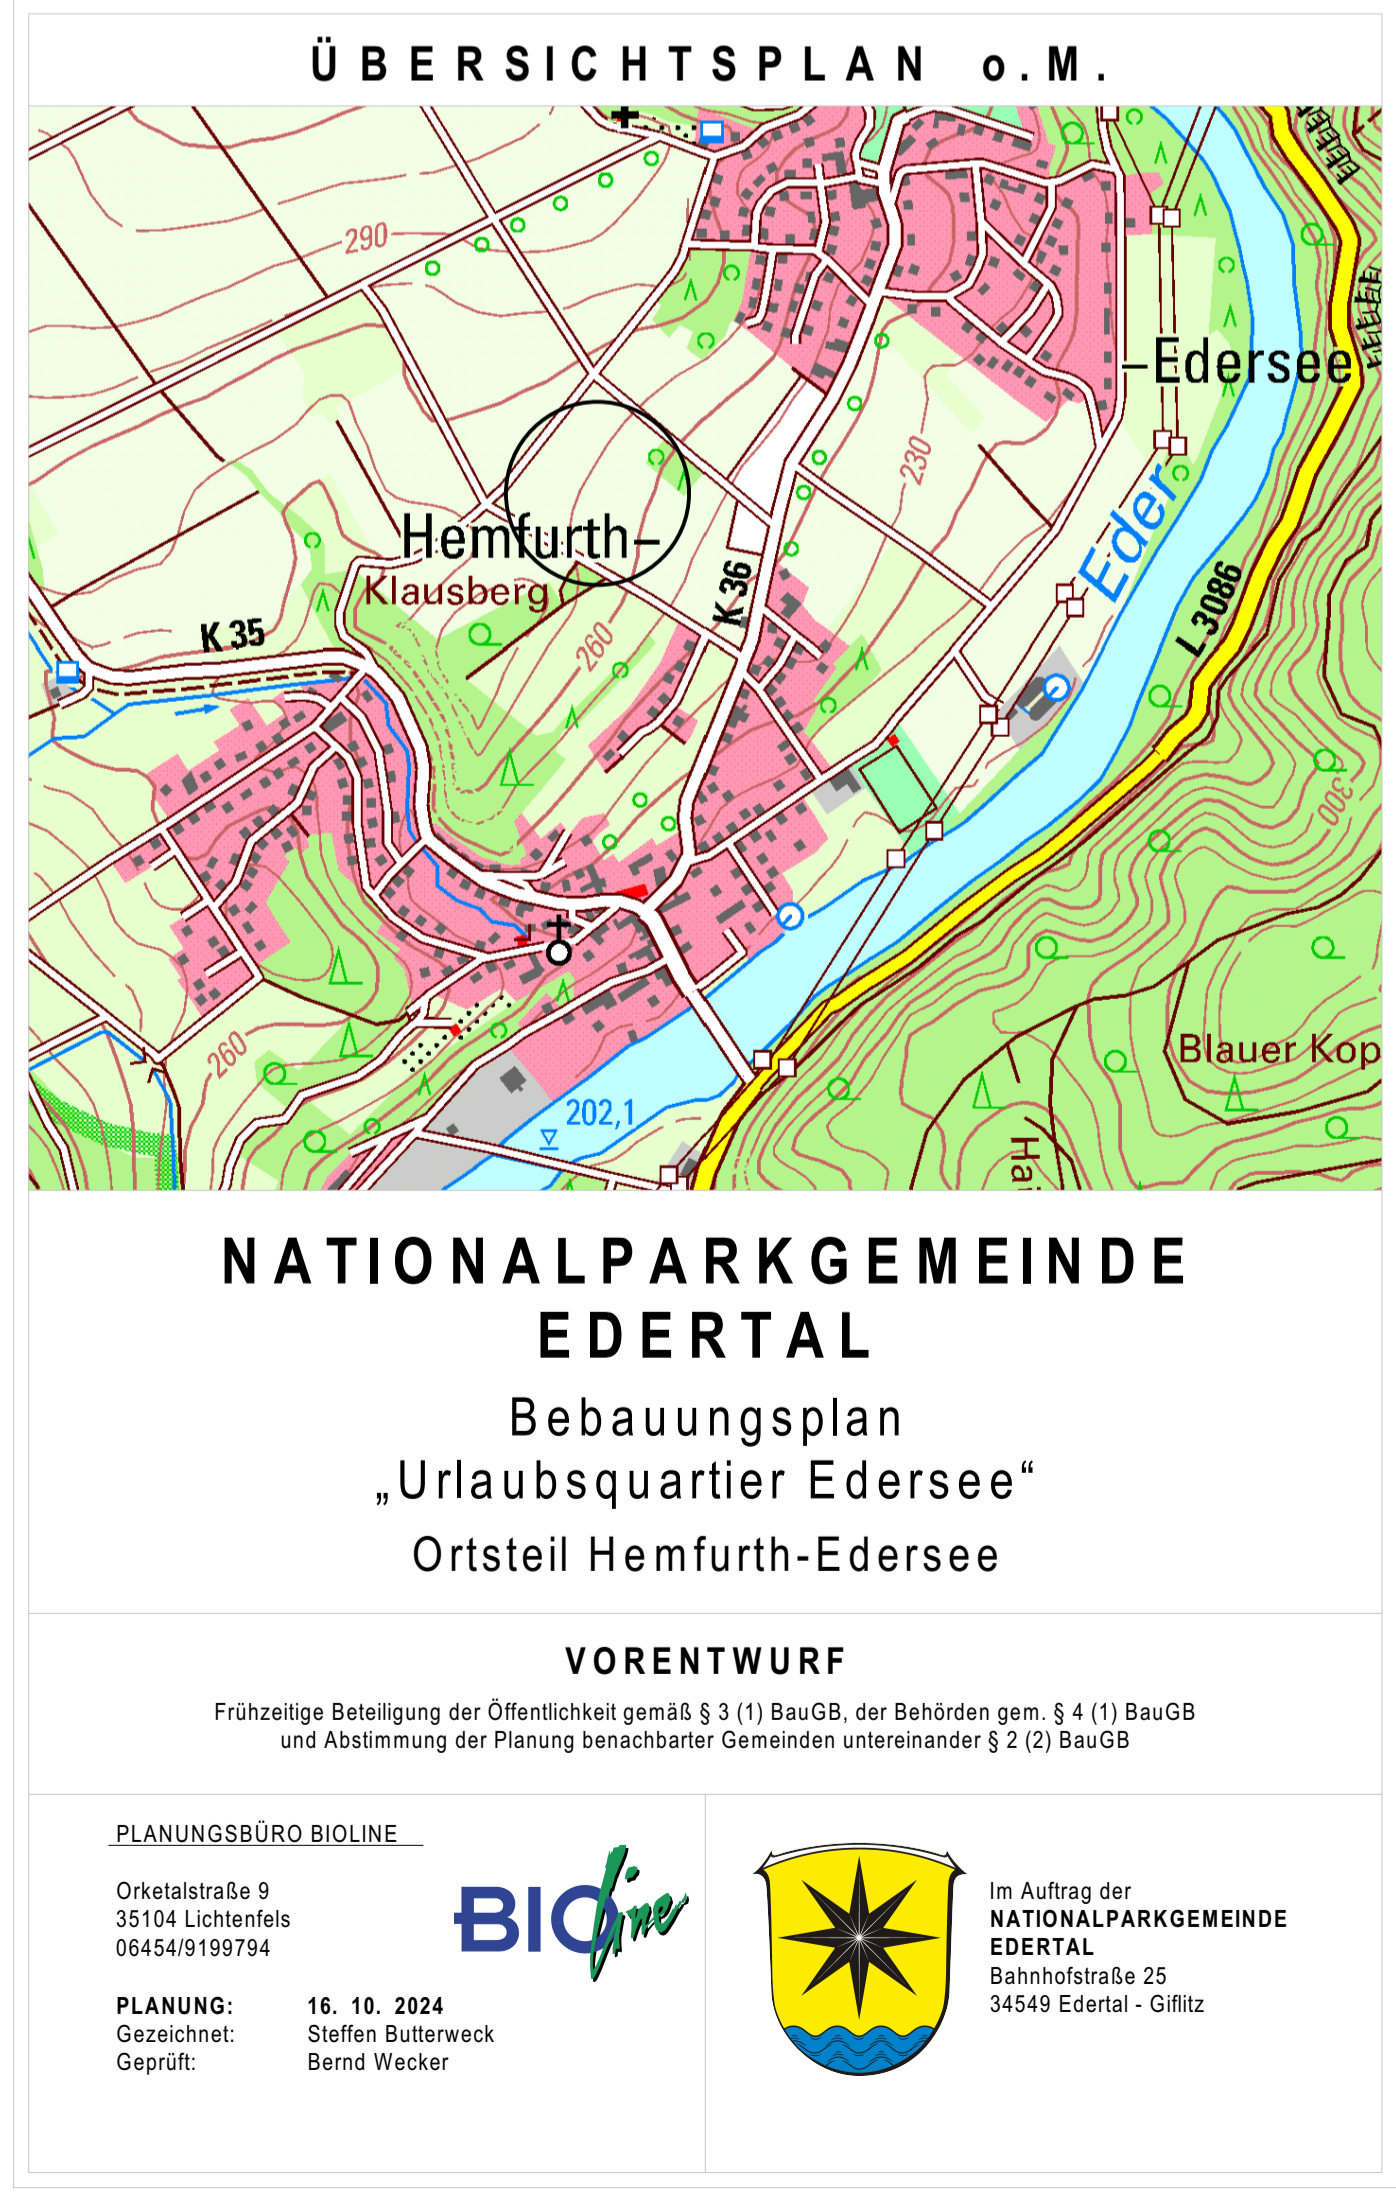 ÜBERSICHTSPLAN o.M.
290
–Edersee
230
Eder
Hemfurth–
Klausberg
K 36
K 35
260
L 3086
300
260
Blauer Kop
202,1
Hai
NATIONALPARKGEMEINDE
EDERTAL
Bebauungsplan
„Urlaubsquartier Edersee“
Ortsteil Hemfurth-Edersee
VORENTWURF
Frühzeitige Beteiligung der Öffentlichkeit gemäß § 3 (1) BauGB, der Behörden gem. § 4 (1) BauGB
und Abstimmung der Planung benachbarter Gemeinden untereinander § 2 (2) BauGB
PLANUNGSBÜRO BIOLINE
Orketalstraße 9
35104 Lichtenfels
06454/9199794
BIOline
PLANUNG: 16. 10. 2024
Gezeichnet: Steffen Butterweck
Geprüft: Bernd Wecker
Im Auftrag der
NATIONALPARKGEMEINDE
EDERTAL
Bahnhofstraße 25
34549 Edertal - Giflitz